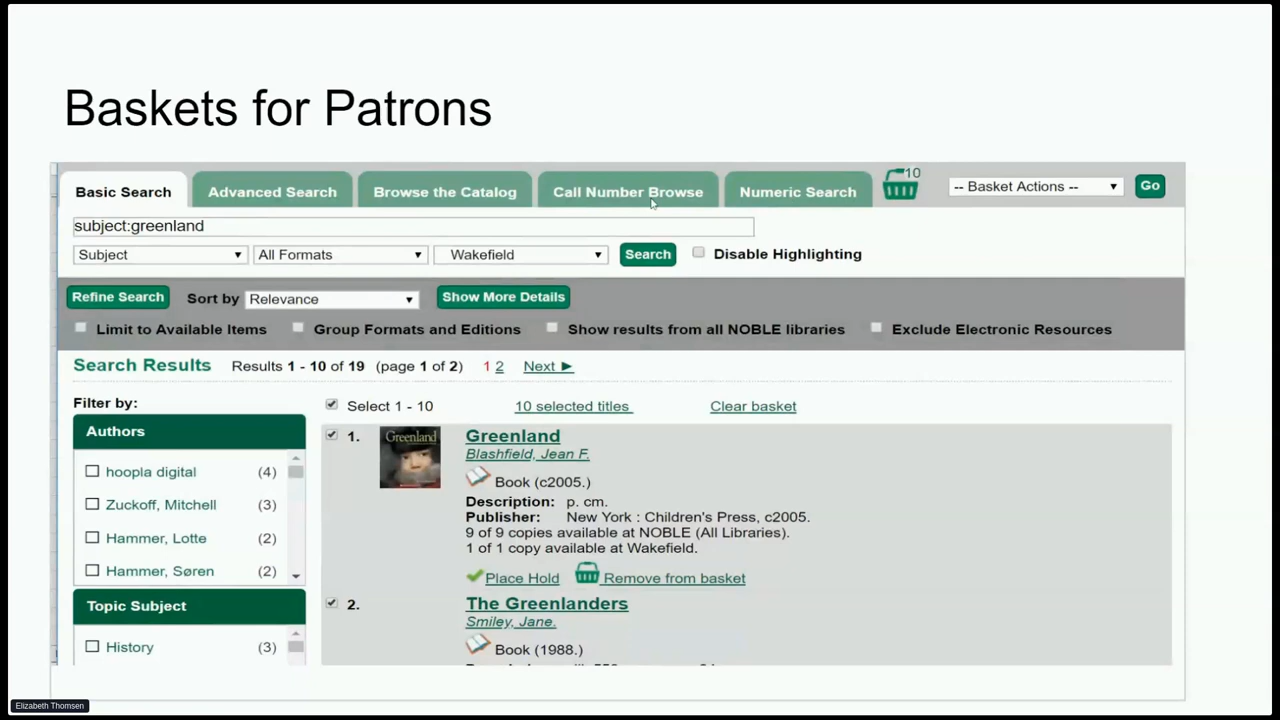 Baskets for Patrons
Basic Search Advanced Search Browse the Catalog Call Number Browse Numeric Search 10 -- Basket Actions -- Go
subject:greenland
Subject All Formats Wakefield Search Disable Highlighting
Refine Search Sort by Relevance Show More Details
Limit to Available Items Group Formats and Editions Show results from all NOBLE libraries Exclude Electronic Resources
Search Results Results 1 - 10 of 19 (page 1 of 2) 1 2 Next ►
Filter by:
Authors
hoopla digital (4)
Zuckoff, Mitchell (3)
Hammer, Lotte (2)
Hammer, Søren (2)
Topic Subject
History (3)
Select 1 - 10 10 selected titles Clear basket
1. Greenland
Greenland
Blashfield, Jean F.
Book (c2005.)
Description: p. cm.
Publisher: New York : Children's Press, c2005.
9 of 9 copies available at NOBLE (All Libraries).
1 of 1 copy available at Wakefield.
Place Hold Remove from basket
2. The Greenlanders
Smiley, Jane.
Book (1988.)
Elizabeth Thomsen